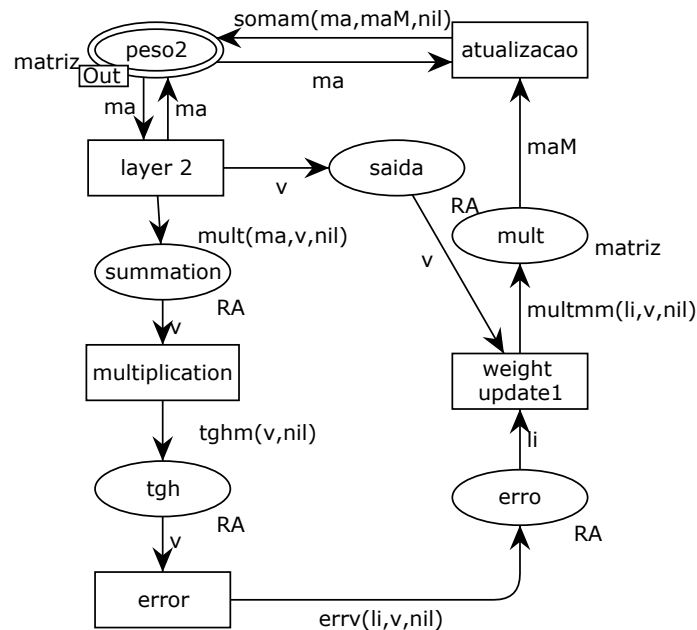 somam(ma,maM,nil)
peso2
atualizacao
matriz
Out
ma
ma
ma
maM
layer 2
v
saida
RA
mult
matriz
mult(ma,v,nil)
v
summation
RA
v
multmm(li,v,nil)
multiplication
weight
update1
tghm(v,nil)
li
tgh
erro
RA
RA
v
error
errv(li,v,nil)